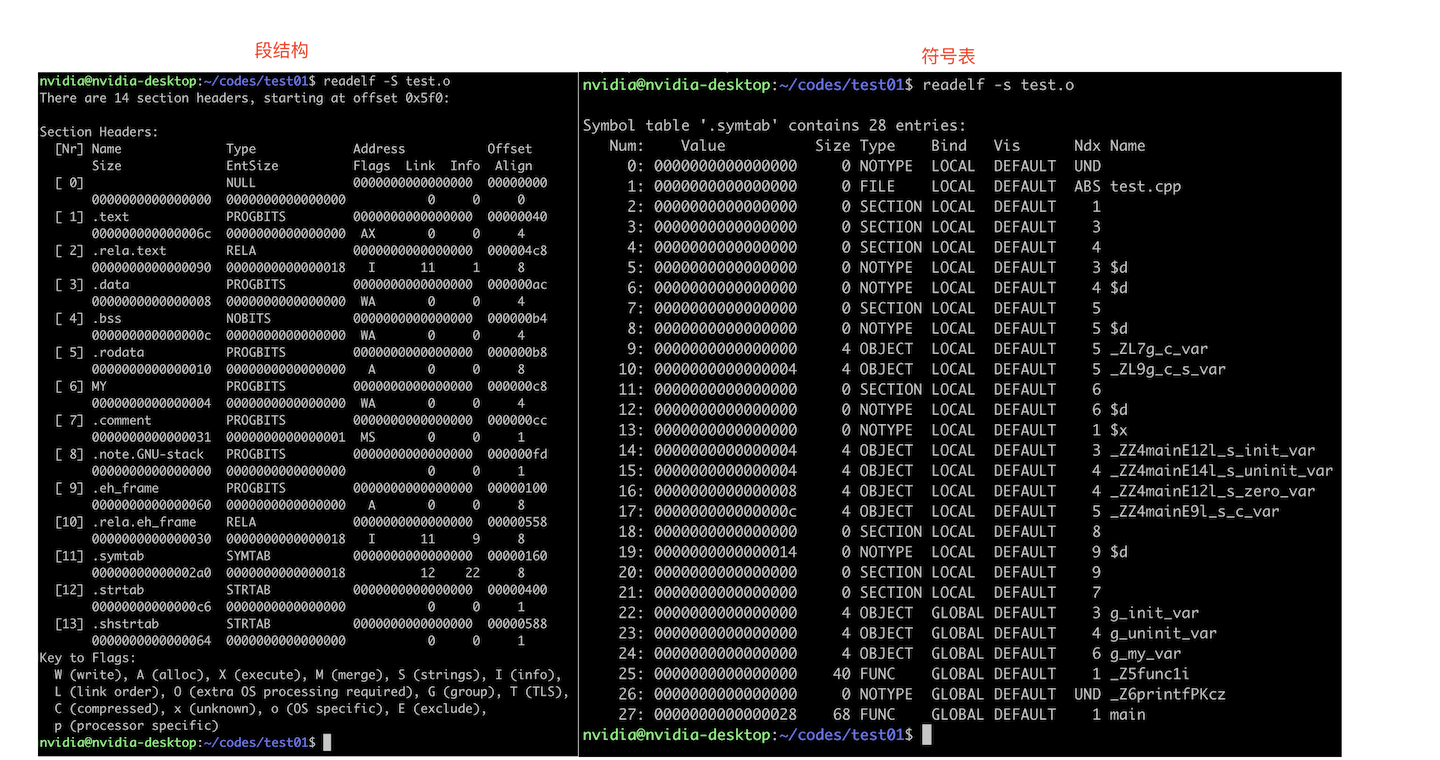 段结构
nvidia@nvidia-desktop:~/codes/test01$ readelf -S test.o
There are 14 section headers, starting at offset 0x5f0:
Section Headers:
[Nr] Name Type Address Offset
Size EntSize Flags Link Info Align
[ 0] NULL 0000000000000000 00000000
0000000000000000 0000000000000000 0 0 0
[ 1] .text PROGBITS 0000000000000000 00000040
000000000000006c 0000000000000000 AX 0 0 4
[ 2] .rela.text RELA 0000000000000000 000004c8
0000000000000090 0000000000000018 I 11 1 8
[ 3] .data PROGBITS 0000000000000000 000000ac
0000000000000008 0000000000000000 WA 0 0 4
[ 4] .bss NOBITS 0000000000000000 000000b4
000000000000000c 0000000000000000 WA 0 0 4
[ 5] .rodata PROGBITS 0000000000000000 000000b8
0000000000000010 0000000000000000 A 0 0 8
[ 6] MY PROGBITS 0000000000000000 000000c8
0000000000000004 0000000000000000 WA 0 0 4
[ 7] .comment PROGBITS 0000000000000000 000000cc
0000000000000031 0000000000000001 MS 0 0 1
[ 8] .note.GNU-stack PROGBITS 0000000000000000 000000fd
0000000000000000 0000000000000000 0 0 1
[ 9] .eh_frame PROGBITS 0000000000000000 00000100
0000000000000060 0000000000000000 A 0 0 8
[10] .rela.eh_frame RELA 0000000000000000 00000558
0000000000000030 0000000000000018 I 11 9 8
[11] .symtab SYMTAB 0000000000000000 00000160
00000000000002a0 0000000000000018 12 22 8
[12] .strtab STRTAB 0000000000000000 00000400
00000000000000c6 0000000000000000 0 0 1
[13] .shstrtab STRTAB 0000000000000000 00000588
0000000000000064 0000000000000000 0 0 1
Key to Flags:
W (write), A (alloc), X (execute), M (merge), S (strings), I (info),
L (link order), O (extra OS processing required), G (group), T (TLS),
C (compressed), x (unknown), o (OS specific), E (exclude),
p (processor specific)
nvidia@nvidia-desktop:~/codes/test01$
符号表
nvidia@nvidia-desktop:~/codes/test01$ readelf -s test.o
Symbol table '.symtab' contains 28 entries:
Num: Value Size Type Bind Vis Ndx Name
0: 0000000000000000 0 NOTYPE LOCAL DEFAULT UND
1: 0000000000000000 0 FILE LOCAL DEFAULT ABS test.cpp
2: 0000000000000000 0 SECTION LOCAL DEFAULT 1
3: 0000000000000000 0 SECTION LOCAL DEFAULT 3
4: 0000000000000000 0 SECTION LOCAL DEFAULT 4
5: 0000000000000000 0 NOTYPE LOCAL DEFAULT 3 $d
6: 0000000000000000 0 NOTYPE LOCAL DEFAULT 4 $d
7: 0000000000000000 0 SECTION LOCAL DEFAULT 5
8: 0000000000000000 0 NOTYPE LOCAL DEFAULT 5 $d
9: 0000000000000000 4 OBJECT LOCAL DEFAULT 5 _ZL7g_c_var
10: 0000000000000004 4 OBJECT LOCAL DEFAULT 5 _ZL9g_c_s_var
11: 0000000000000000 0 SECTION LOCAL DEFAULT 6
12: 0000000000000000 0 NOTYPE LOCAL DEFAULT 6 $d
13: 0000000000000000 0 NOTYPE LOCAL DEFAULT 1 $x
14: 0000000000000004 4 OBJECT LOCAL DEFAULT 3 _ZZ4mainE12l_s_init_var
15: 0000000000000004 4 OBJECT LOCAL DEFAULT 4 _ZZ4mainE14l_s_uninit_var
16: 0000000000000008 4 OBJECT LOCAL DEFAULT 4 _ZZ4mainE12l_s_zero_var
17: 000000000000000c 4 OBJECT LOCAL DEFAULT 5 _ZZ4mainE9l_s_c_var
18: 0000000000000000 0 SECTION LOCAL DEFAULT 8
19: 0000000000000014 0 NOTYPE LOCAL DEFAULT 9 $d
20: 0000000000000000 0 SECTION LOCAL DEFAULT 9
21: 0000000000000000 0 SECTION LOCAL DEFAULT 7
22: 0000000000000000 4 OBJECT GLOBAL DEFAULT 3 g_init_var
23: 0000000000000000 4 OBJECT GLOBAL DEFAULT 4 g_uninit_var
24: 0000000000000000 4 OBJECT GLOBAL DEFAULT 6 g_my_var
25: 0000000000000000 40 FUNC GLOBAL DEFAULT 1 _Z5func1i
26: 0000000000000000 0 NOTYPE GLOBAL DEFAULT UND _Z6printfPKcz
27: 0000000000000028 68 FUNC GLOBAL DEFAULT 1 main
nvidia@nvidia-desktop:~/codes/test01$